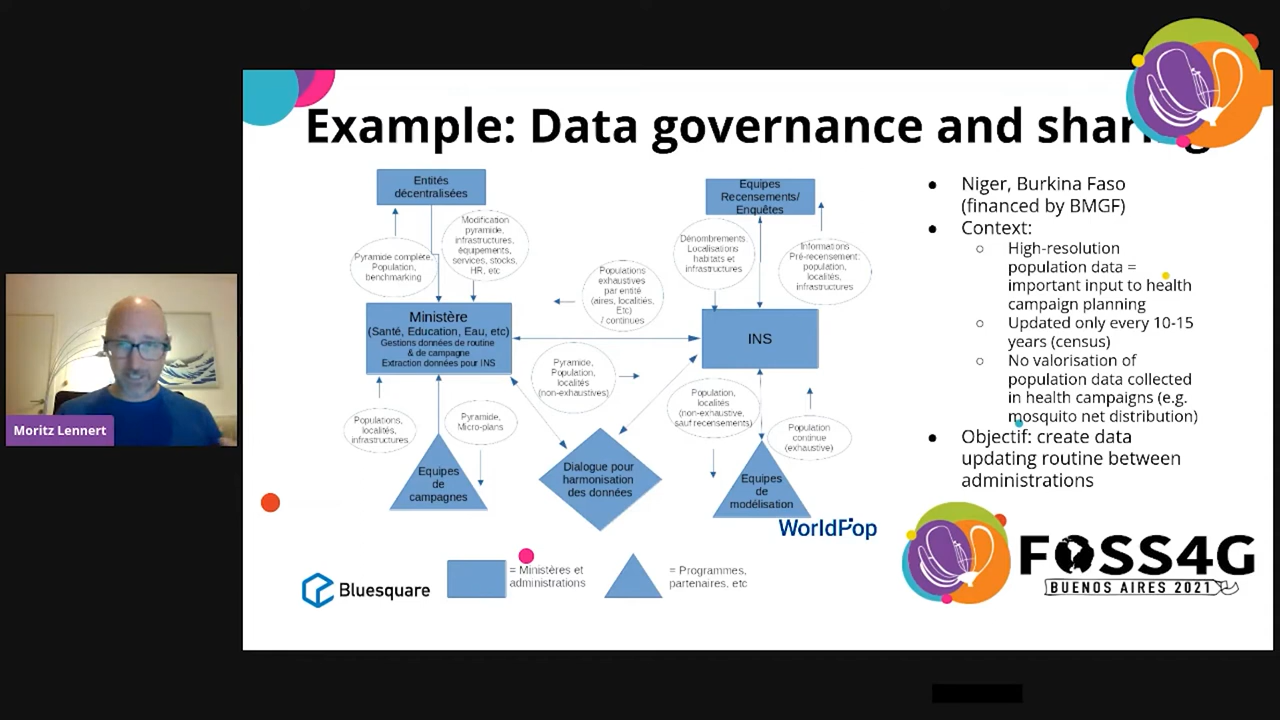 Example: Data governance and sharing
Entités
décentralisées
Equipes
Recensements/
Enquêtes
Modification
pyramide,
infrastructures,
équipements,
services, stocks,
HR, etc
Pyramide complète,
Population,
benchmarking
Dénombrements
Localisations
habitats et
infrastructures
Informations
Pré-recensement:
population,
localités,
infrastructures
Populations
exhaustives
par entité
(aires, localités,
Etc)
/ continues
Ministère
(Santé, Education, Eau, etc)
Gestions données de routine
& de campagne
Extraction données pour INS
INS
Pyramide,
Population,
localités
(non-exhaustives)
Populations,
localités,
infrastructures
Pyramide,
Micro-plans
Population,
localités
(non-exhaustive,
sauf recensements)
Population
continue
(exhaustive)
Equipes
de
campagnes
Dialogue pour
harmonisation
des données
Equipes
de
modélisation
WorldPop
Bluesquare
= Ministères et
administrations
= Programmes,
partenaires, etc
● Niger, Burkina Faso
(financed by BMGF)
● Context:
○ High-resolution
population data =
important input to health
campaign planning
○ Updated only every 10-15
years (census)
○ No valorisation of
population data collected
in health campaigns (e.g.
mosquito net distribution)
● Objectif: create data
updating routine between
administrations
FOSS4G
BUENOS AIRES 2021
Moritz Lennert